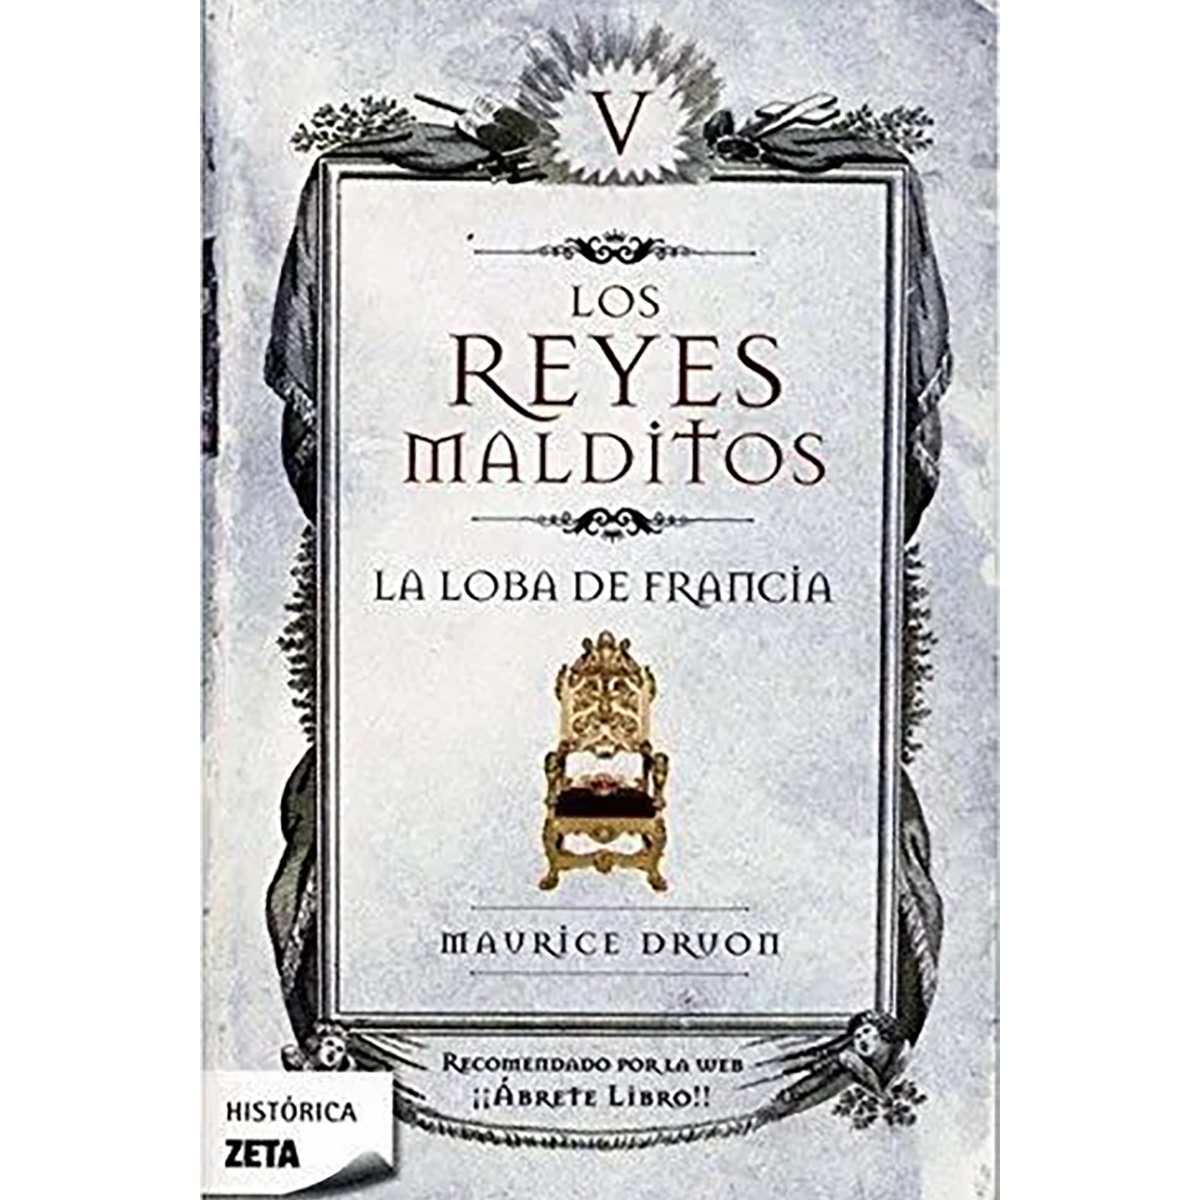 V
LOS
REYES
MALDITOS
LA LOBA DE FRANCIA
MAURICE DRUON
RECOMENDADO POR LA WEB
¡¡ÁBRETE LIBRO!!
HISTÓRICA
ZETA